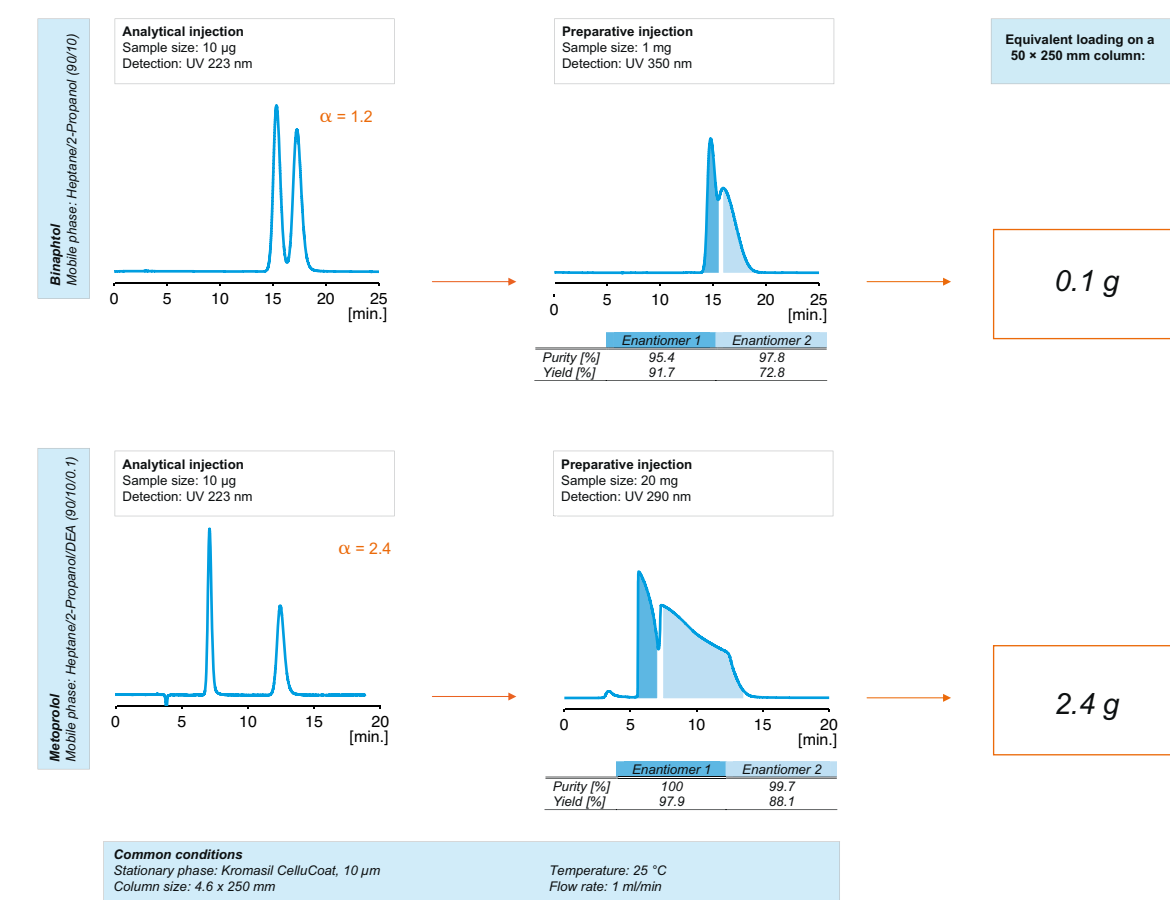 Binaphtol
Mobile phase: Heptane/2-Propanol (90/10)
Analytical injection
Sample size: 10 µg
Detection: UV 223 nm
α = 1.2
0 5 10 15 20 25
[min.]
Preparative injection
Sample size: 1 mg
Detection: UV 350 nm
0 5 10 15 20 25
[min.]
Enantiomer 1 Enantiomer 2
Purity [%] 95.4 97.8
Yield [%] 91.7 72.8
Equivalent loading on a
50 × 250 mm column:
0.1 g
Metoprolol
Mobile phase: Heptane/2-Propanol/DEA (90/10/0.1)
Analytical injection
Sample size: 10 µg
Detection: UV 223 nm
α = 2.4
0 5 10 15 20
[min.]
Preparative injection
Sample size: 20 mg
Detection: UV 290 nm
0 5 10 15 20
[min.]
Enantiomer 1 Enantiomer 2
Purity [%] 100 99.7
Yield [%] 97.9 88.1
2.4 g
Common conditions
Stationary phase: Kromasil CelluCoat, 10 µm
Column size: 4.6 x 250 mm
Temperature: 25 °C
Flow rate: 1 ml/min